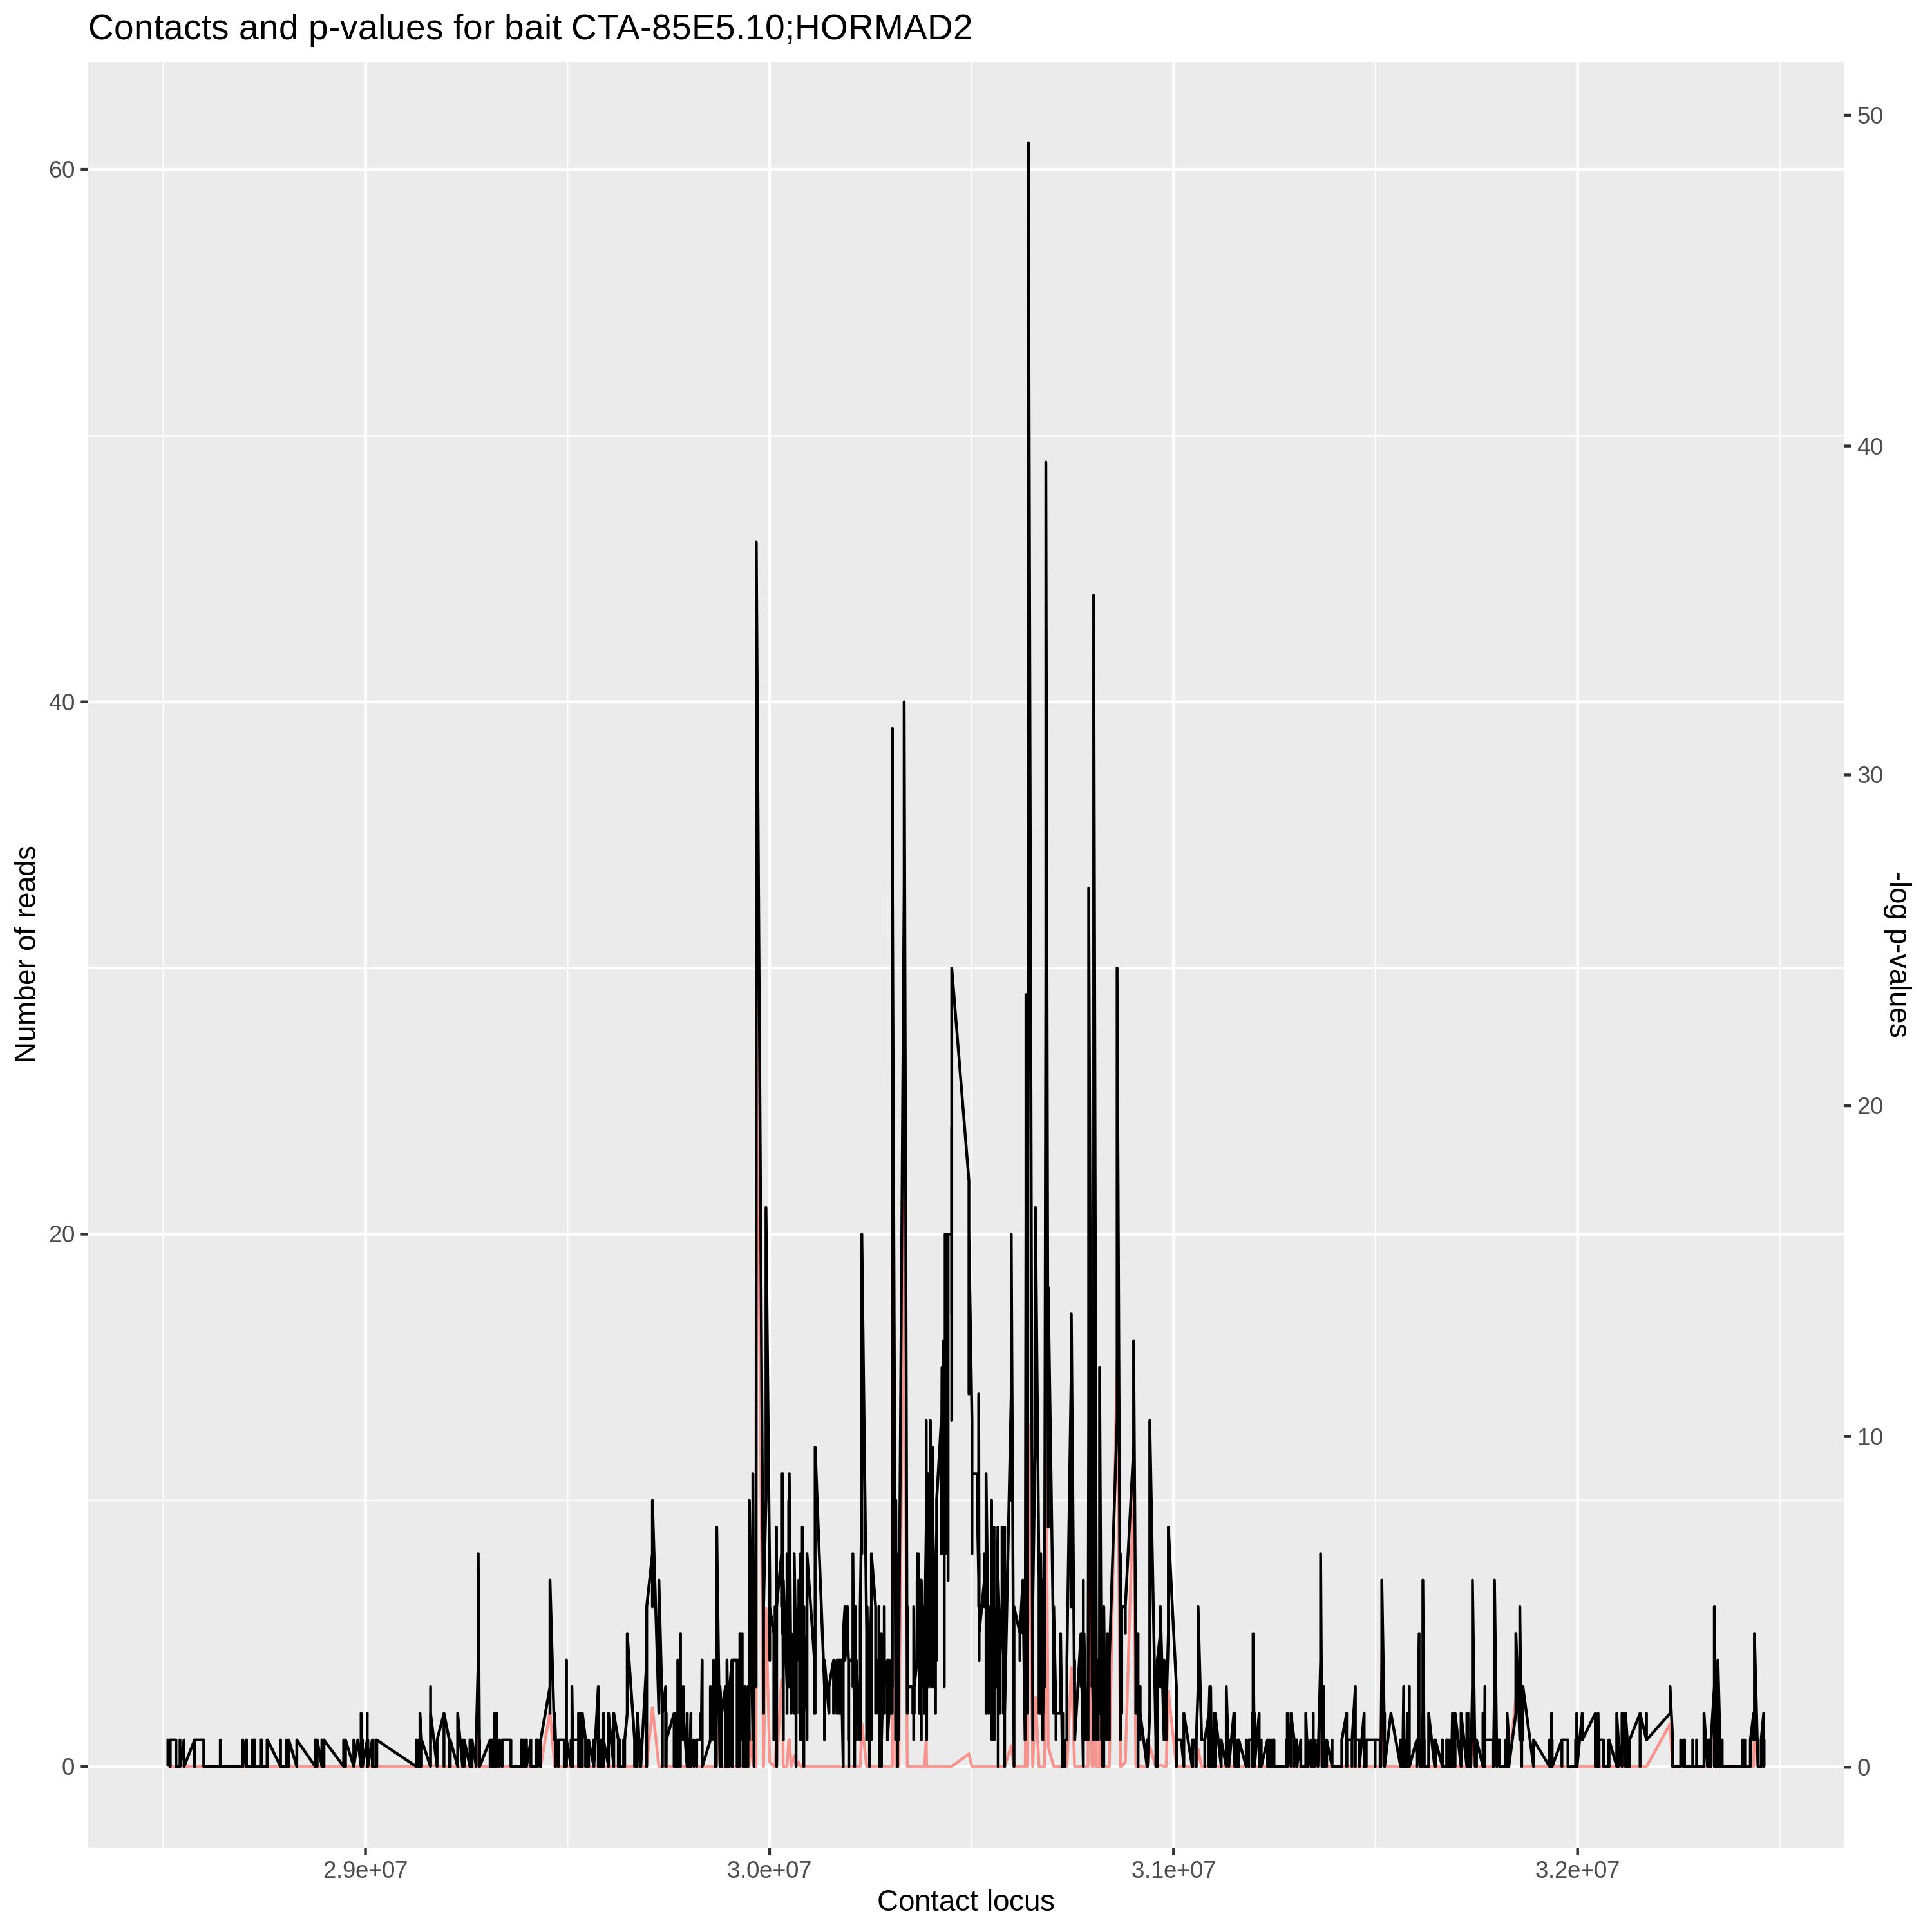 Contacts and p-values for bait CTA-85E5.10;HORMAD2
60
40
20
0
Number of reads
50
40
30
20
10
0
-log p-values
2.9e+07
3.0e+07
3.1e+07
3.2e+07
Contact locus